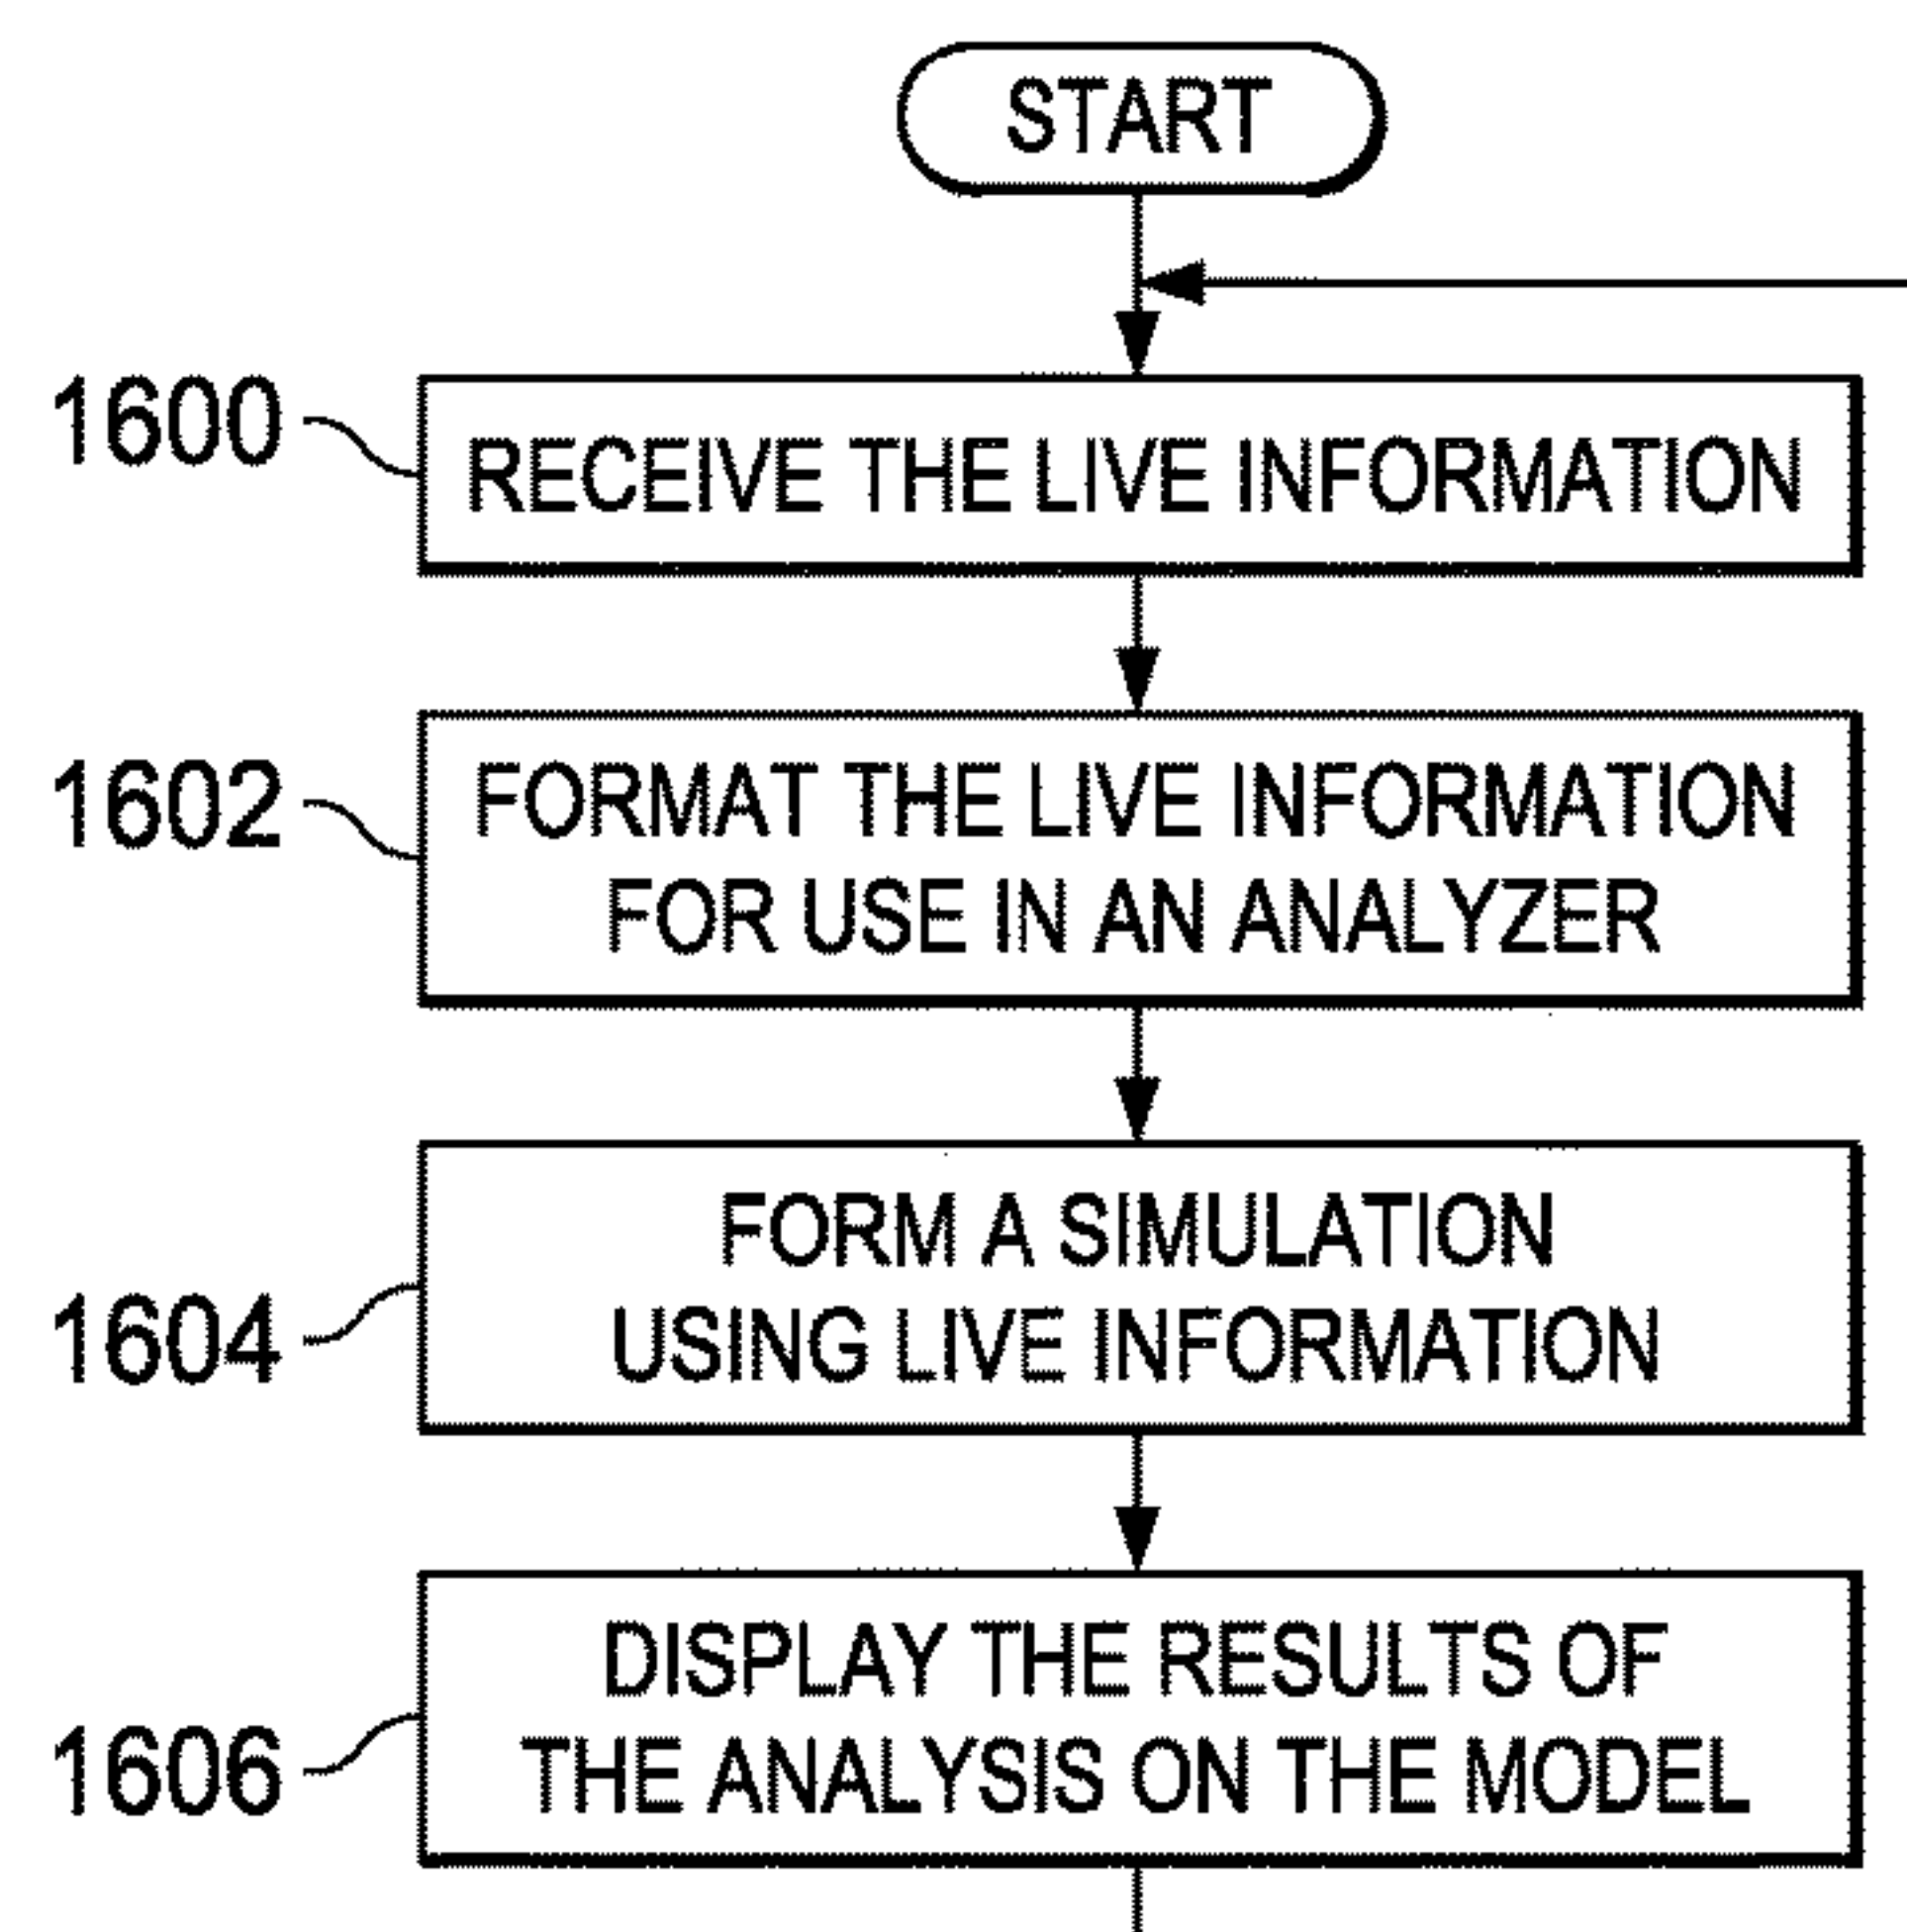 START
1600
RECEIVE THE LIVE INFORMATION
1602
FORMAT THE LIVE INFORMATION
FOR USE IN AN ANALYZER
1604
FORM A SIMULATION
USING LIVE INFORMATION
1606
DISPLAY THE RESULTS OF
THE ANALYSIS ON THE MODEL